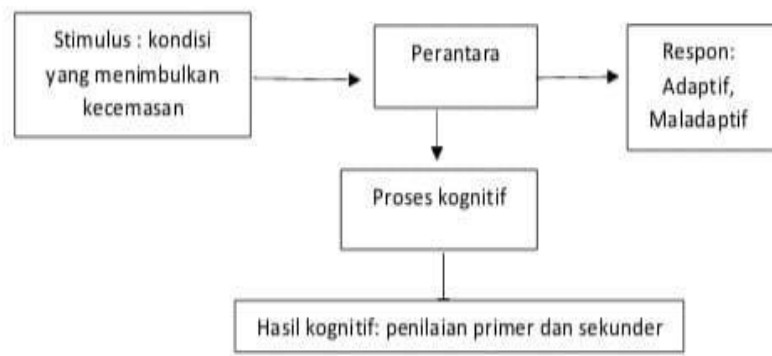 Stimulus : kondisi
yang menimbulkan
kecemasan
Perantara
Respon:
Adaptif,
Maladaptif
Proses kognitif
Hasil kognitif: penilaian primer dan sekunder